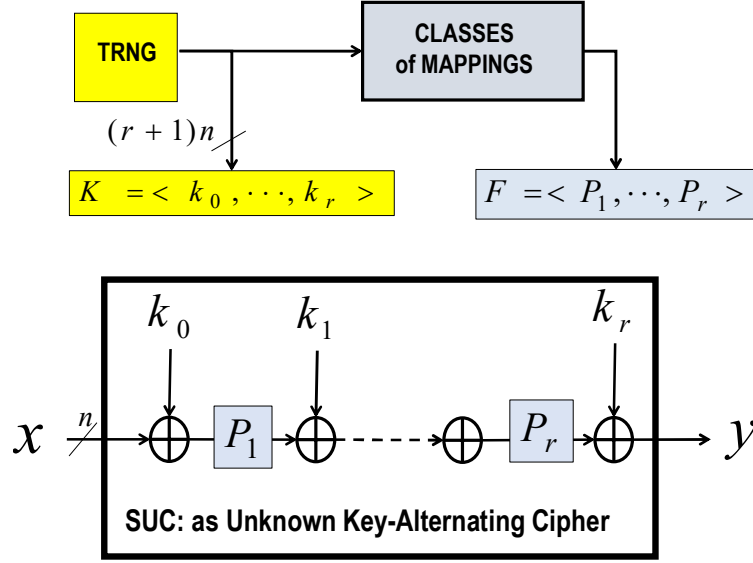 TRNG
CLASSES
of MAPPINGS
(r + 1)n
K = < k₀ , ⋯, kᵣ >
F = < P₁ , ⋯, Pᵣ >
k₀
k₁
kᵣ
n
x
P₁
Pᵣ
y
SUC: as Unknown Key-Alternating Cipher